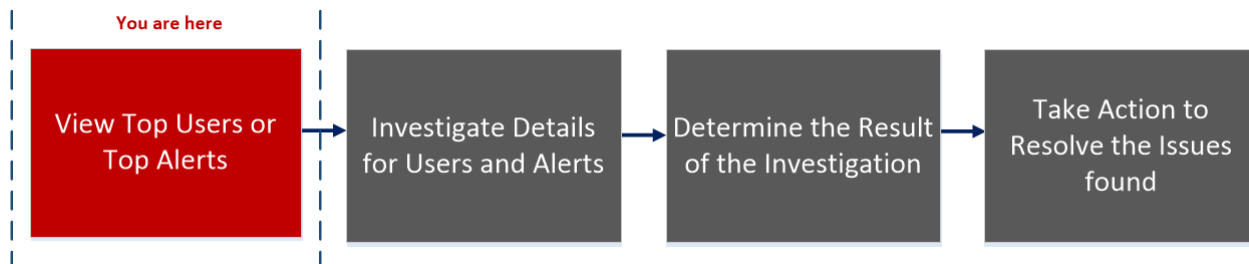 You are here
View Top Users or
Top Alerts
Investigate Details
for Users and Alerts
Determine the Result
of the Investigation
Take Action to
Resolve the Issues
found